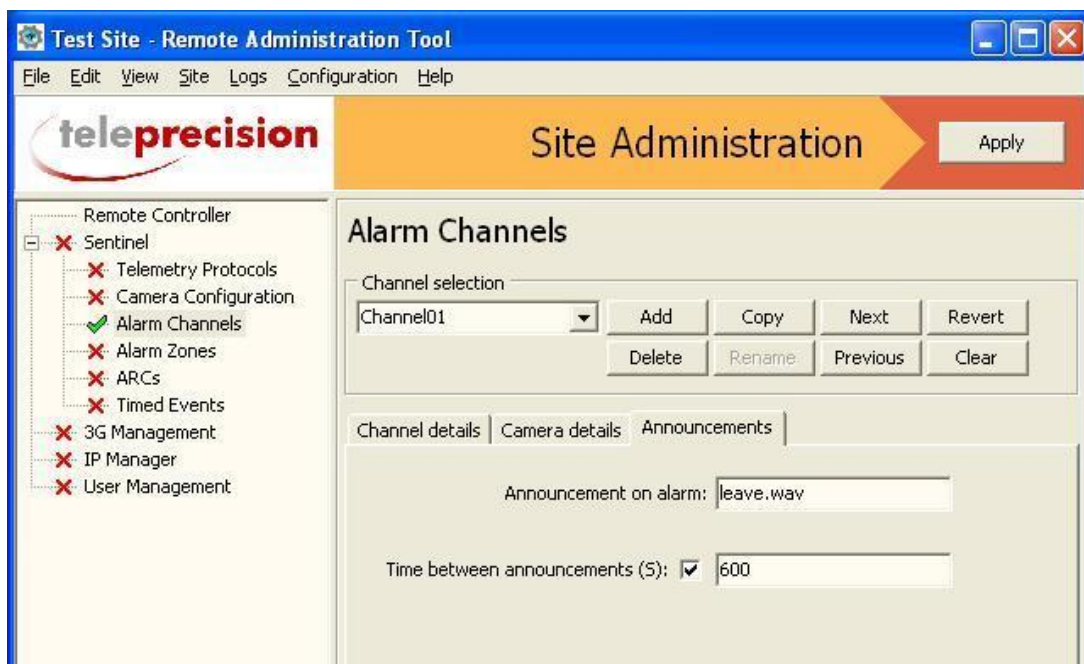 Test Site - Remote Administration Tool
File Edit View Site Logs Configuration Help
teleprecision
Site Administration
Apply
Remote Controller
Sentinel
Telemetry Protocols
Camera Configuration
Alarm Channels
Alarm Zones
ARCs
Timed Events
3G Management
IP Manager
User Management
Alarm Channels
Channel selection
Channel01 Add Copy Next Revert
Delete Rename Previous Clear
Channel details Camera details Announcements
Announcement on alarm: leave.wav
Time between announcements (S): 600